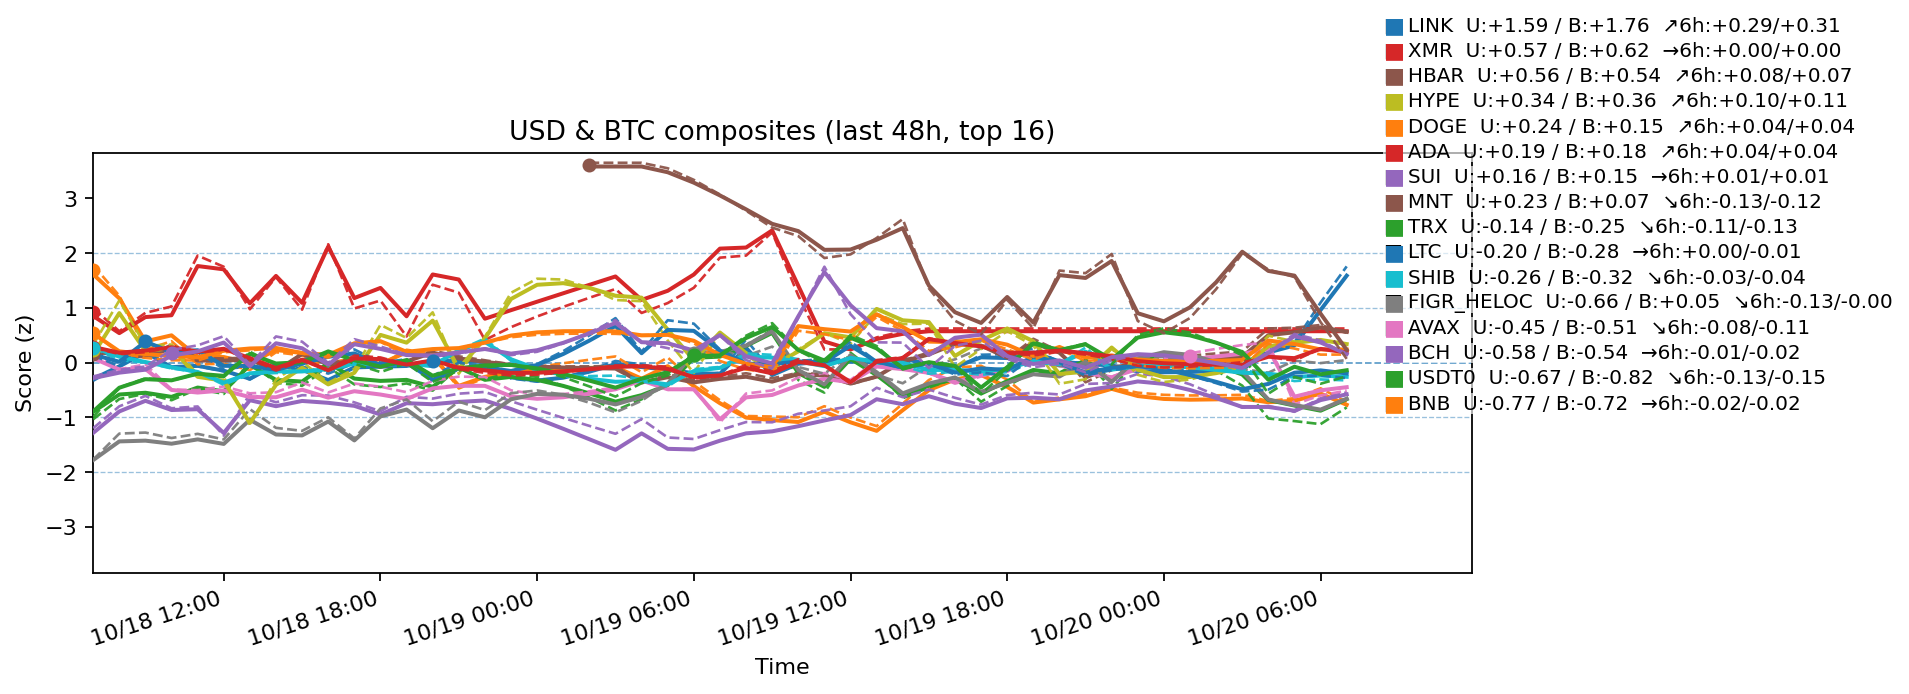 LINK U:+1.59 / B:+1.76 ↗6h:+0.29/+0.31
XMR U:+0.57 / B:+0.62 →6h:+0.00/+0.00
HBAR U:+0.56 / B:+0.54 ↗6h:+0.08/+0.07
HYPE U:+0.34 / B:+0.36 ↗6h:+0.10/+0.11
DOGE U:+0.24 / B:+0.15 ↗6h:+0.04/+0.04
ADA U:+0.19 / B:+0.18 ↗6h:+0.04/+0.04
SUI U:+0.16 / B:+0.15 →6h:+0.01/+0.01
MNT U:+0.23 / B:+0.07 ↘6h:-0.13/-0.12
TRX U:-0.14 / B:-0.25 ↘6h:-0.11/-0.13
LTC U:-0.20 / B:-0.28 →6h:+0.00/-0.01
SHIB U:-0.26 / B:-0.32 ↘6h:-0.03/-0.04
FIGR_HELOC U:-0.66 / B:+0.05 ↘6h:-0.13/-0.00
AVAX U:-0.45 / B:-0.51 ↘6h:-0.08/-0.11
BCH U:-0.58 / B:-0.54 →6h:-0.01/-0.02
USDT0 U:-0.67 / B:-0.82 ↘6h:-0.13/-0.15
BNB U:-0.77 / B:-0.72 →6h:-0.02/-0.02
USD & BTC composites (last 48h, top 16)
Score (z)
3
2
1
0
−1
−2
−3
10/18 12:00
10/18 18:00
10/19 00:00
10/19 06:00
10/19 12:00
10/19 18:00
10/20 00:00
10/20 06:00
Time